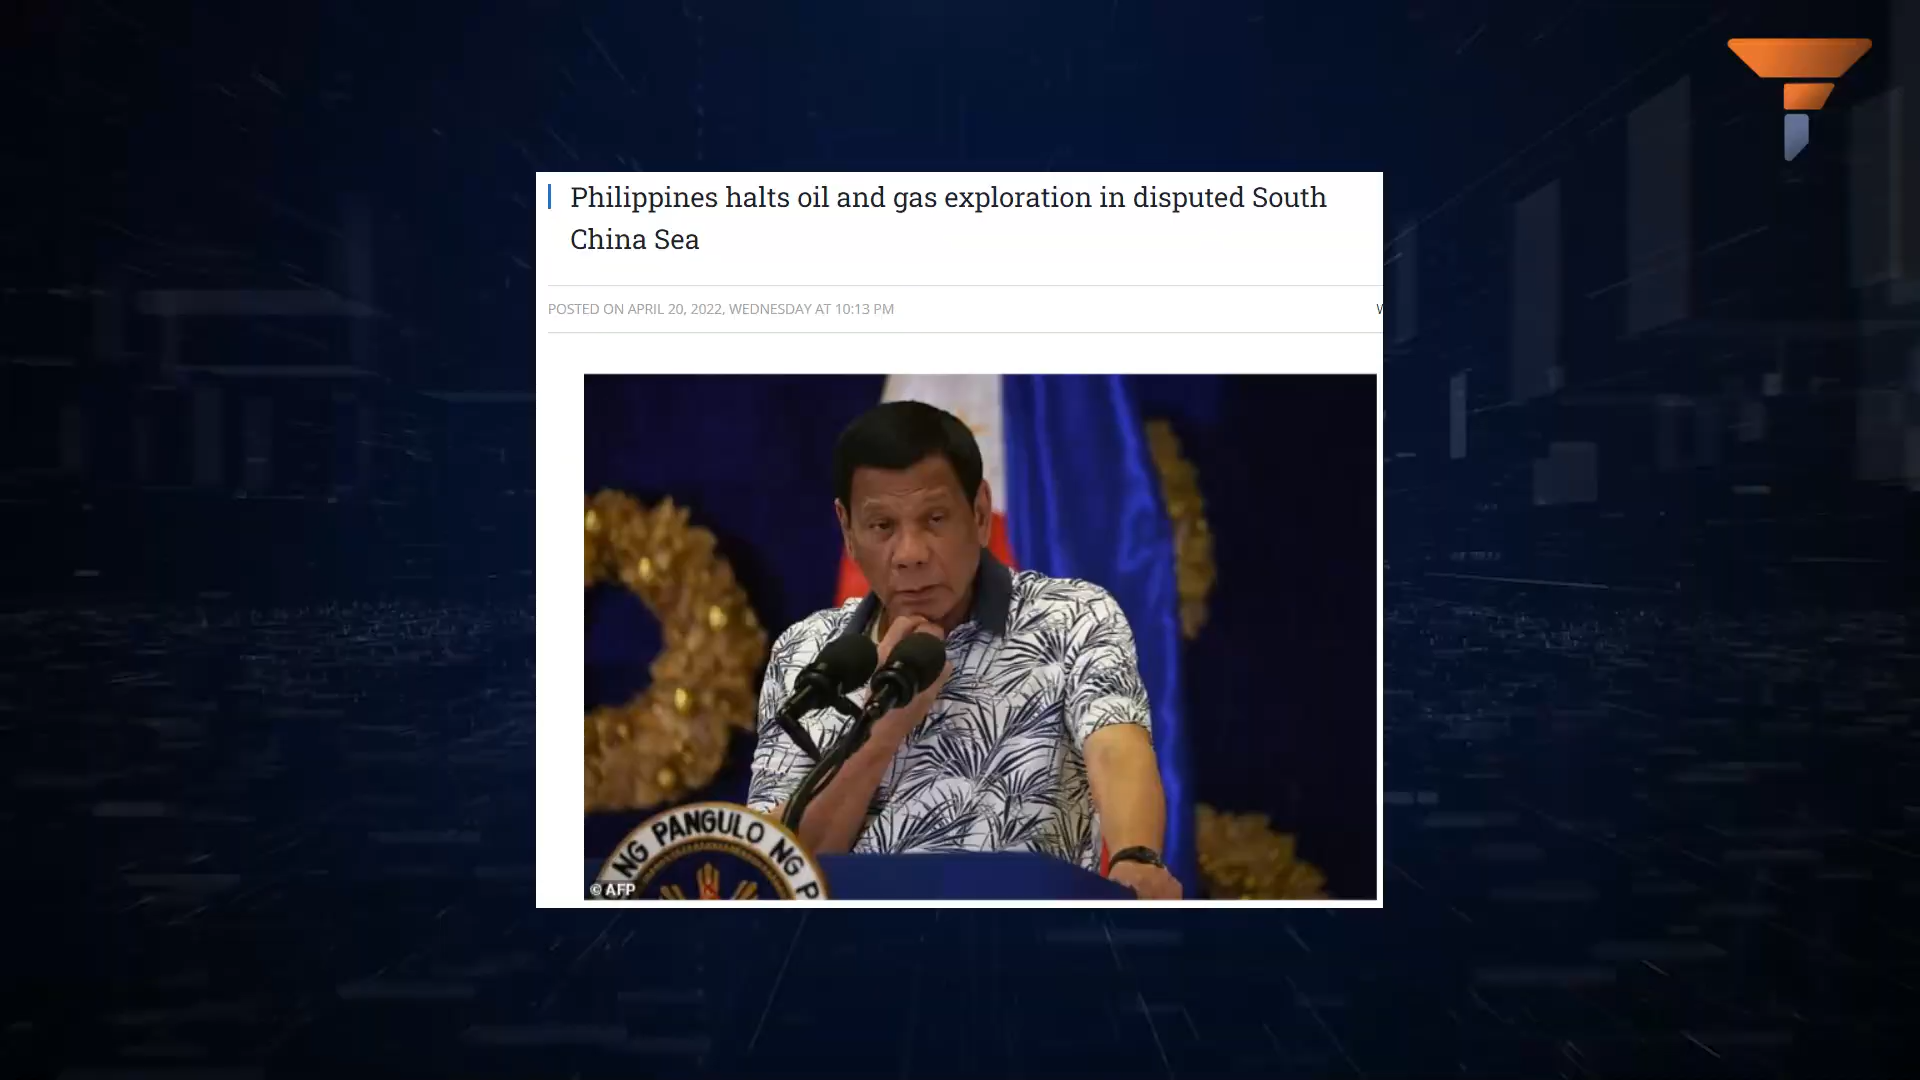 Philippines halts oil and gas exploration in disputed South
China Sea
POSTED ON APRIL 20, 2022, WEDNESDAY AT 10:13 PM
NG PANGULO NG P
© AFP